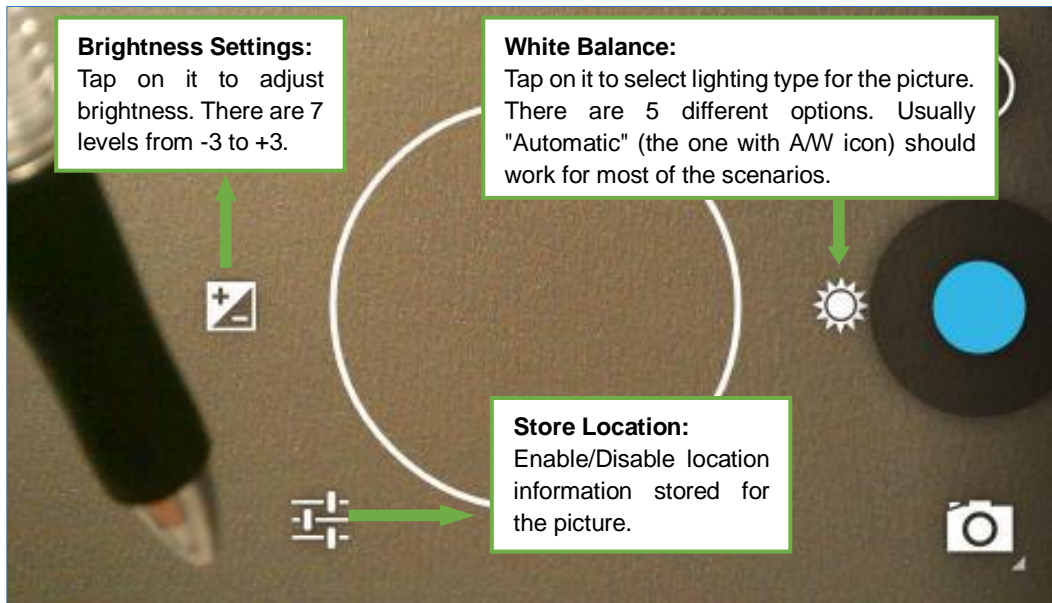 Brightness Settings:
Tap on it to adjust
brightness. There are 7
levels from -3 to +3.
White Balance:
Tap on it to select lighting type for the picture.
There are 5 different options. Usually
"Automatic" (the one with A/W icon) should
work for most of the scenarios.
Store Location:
Enable/Disable location
information stored for
the picture.